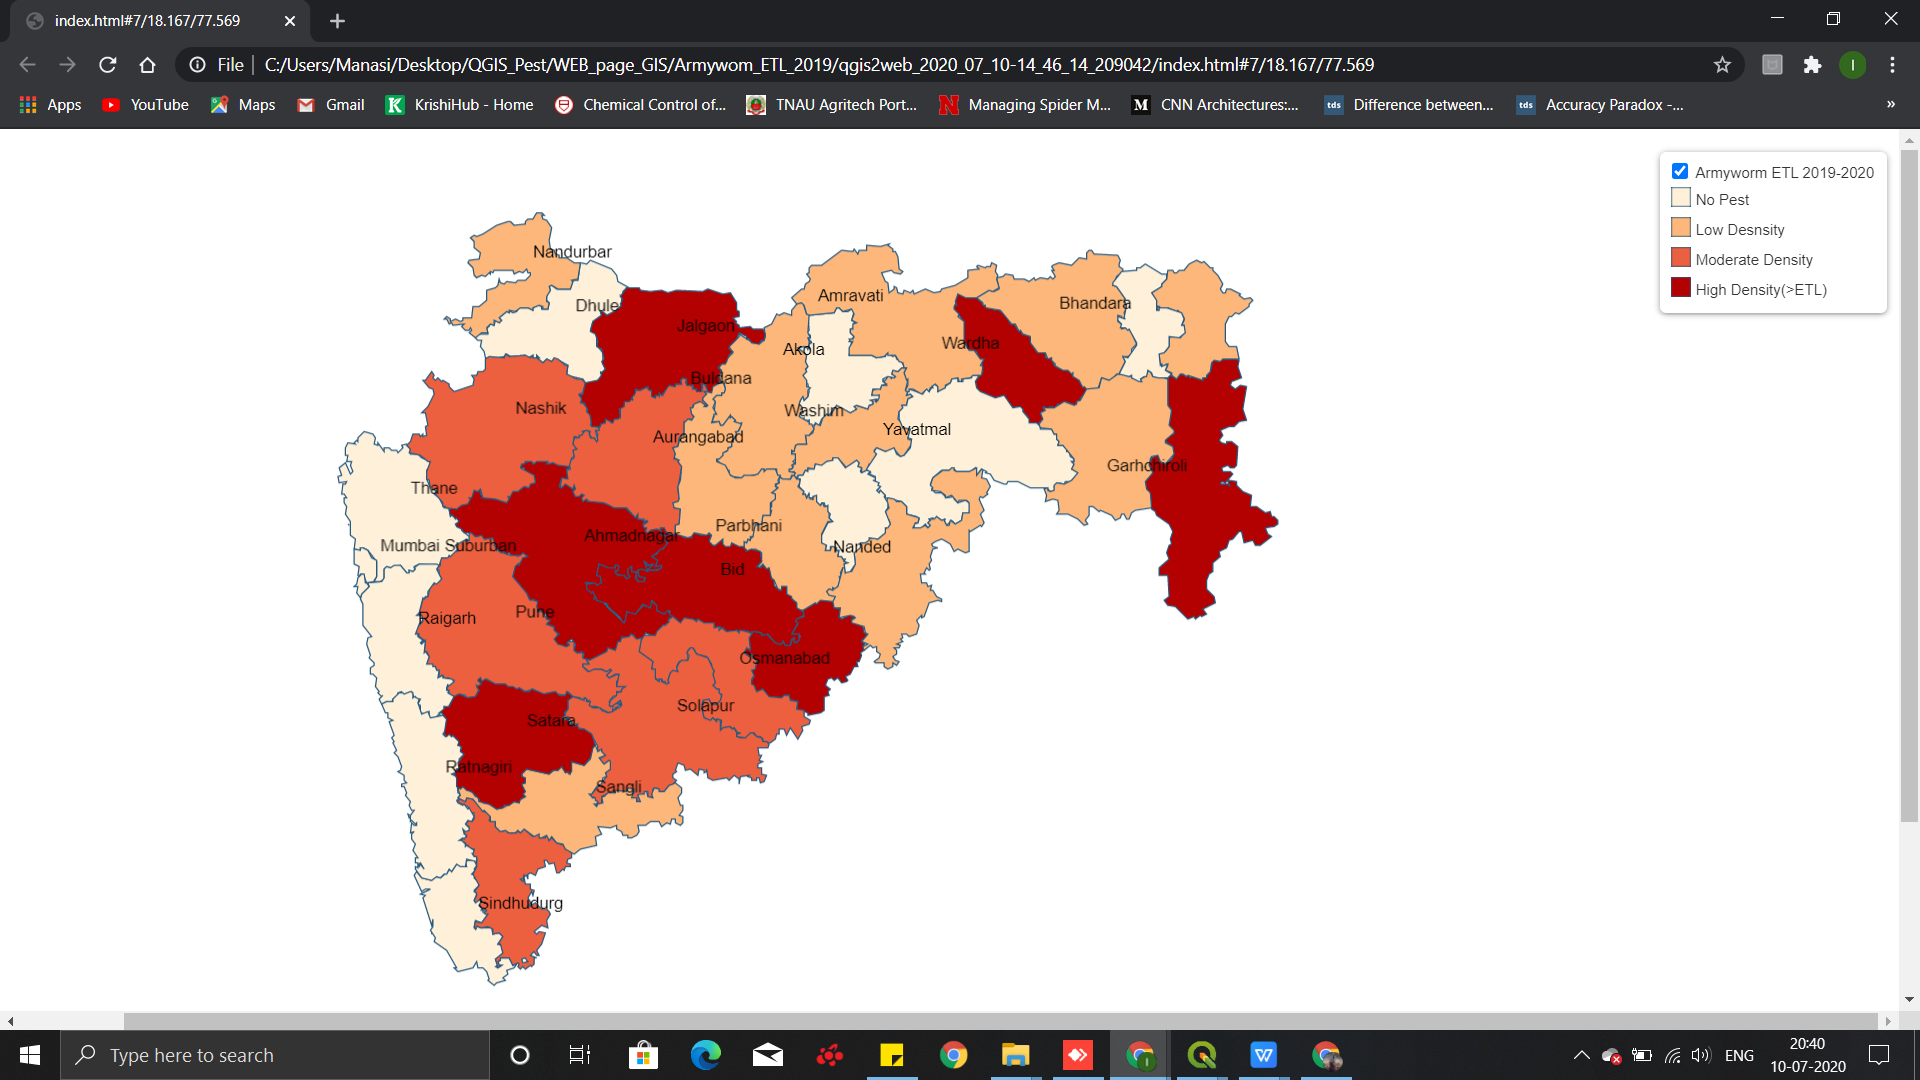 index.html#7/18.167/77.569
File
C:/Users/Manasi/Desktop/QGIS_Pest/WEB_page_GIS/Armywom_ETL_2019/qgis2web_2020_07_10-14_46_14_209042/index.html#7/18.167/77.569
I
Apps YouTube Maps Gmail KrishiHub - Home Chemical Control of... TNAU Agritech Port... Managing Spider M... CNN Architectures:... Difference between... Accuracy Paradox -... »
Armyworm ETL 2019-2020
No Pest
Low Desnsity
Moderate Density
High Density(>ETL)
Nandurbar
Dhule
Amravati
Bhandara
Jalgaon
Akola
Wardha
Buldana
Nashik
Washim
Yavatmal
Aurangabad
Garhchiroli
Thane
Parbhani
Ahmadnagar
Mumbai Suburban
Nanded
Bid
Pune
Raigarh
Osmanabad
Solapur
Satara
Ratnagiri
Sangli
Sindhudurg
Type here to search
ENG
20:40
10-07-2020